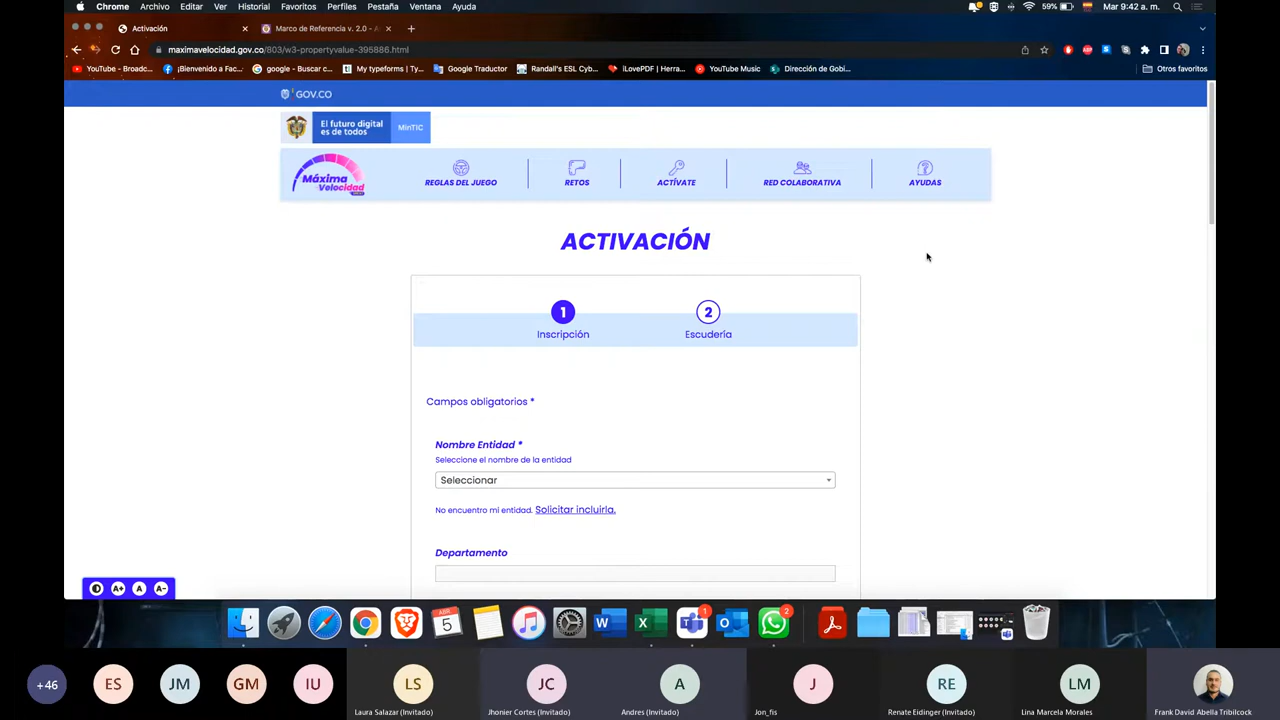 Chrome Archivo Editar Ver Historial Favoritos Perfiles Pestaña Ventana Ayuda 59% Mar 9:42 a. m.
Activación Marco de Referencia v. 2.0 - A
maximavelocidad.gov.co/803/w3-propertyvalue-395886.html
YouTube - Broadc... ¡Bienvenido a Fac... google - Buscar c... My typeforms | Ty... Google Traductor Randall's ESL Cyb... iLovePDF | Herra... YouTube Music Dirección de Gobi... Otros favoritos
GOV.CO
El futuro digital
es de todos
MinTIC
Máxima
Velocidad
REGLAS DEL JUEGO RETOS ACTÍVATE RED COLABORATIVA AYUDAS
ACTIVACIÓN
1 2
Inscripción Escudería
Campos obligatorios *
Nombre Entidad *
Seleccione el nombre de la entidad
Seleccionar
No encuentro mi entidad. Solicitar incluirla.
Departamento
A+ A A-
ABR
5
1
2
+46 ES JM GM IU LS JC A J RE LM
Laura Salazar (Invitado) Jhonier Cortes (Invitado) Andres (Invitado) Jon_fis Renate Eidinger (Invitado) Lina Marcela Morales Frank David Abella Tribilcock